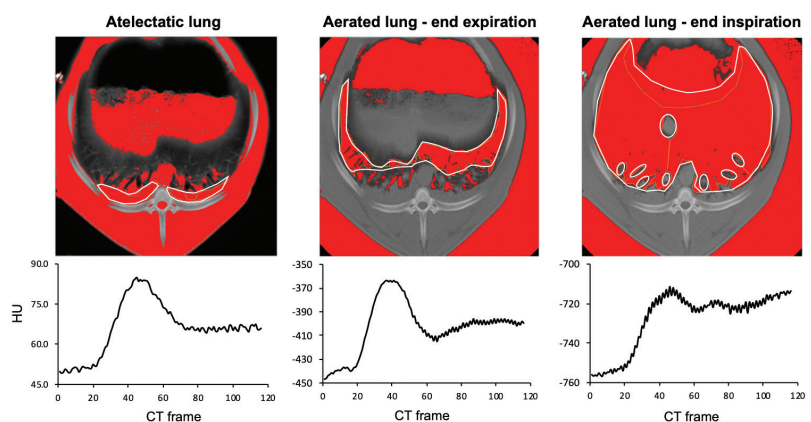 Atelectatic lung
Aerated lung - end expiration
Aerated lung - end inspiration
90.0
75.0
60.0
45.0
HU
0 20 40 60 80 100 120
CT frame
-350
-390
-410
-430
-450
0 20 40 60 80 100 120
CT frame
-700
-720
-740
-760
0 20 40 60 80 100 120
CT frame